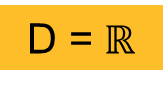 D = ℝ